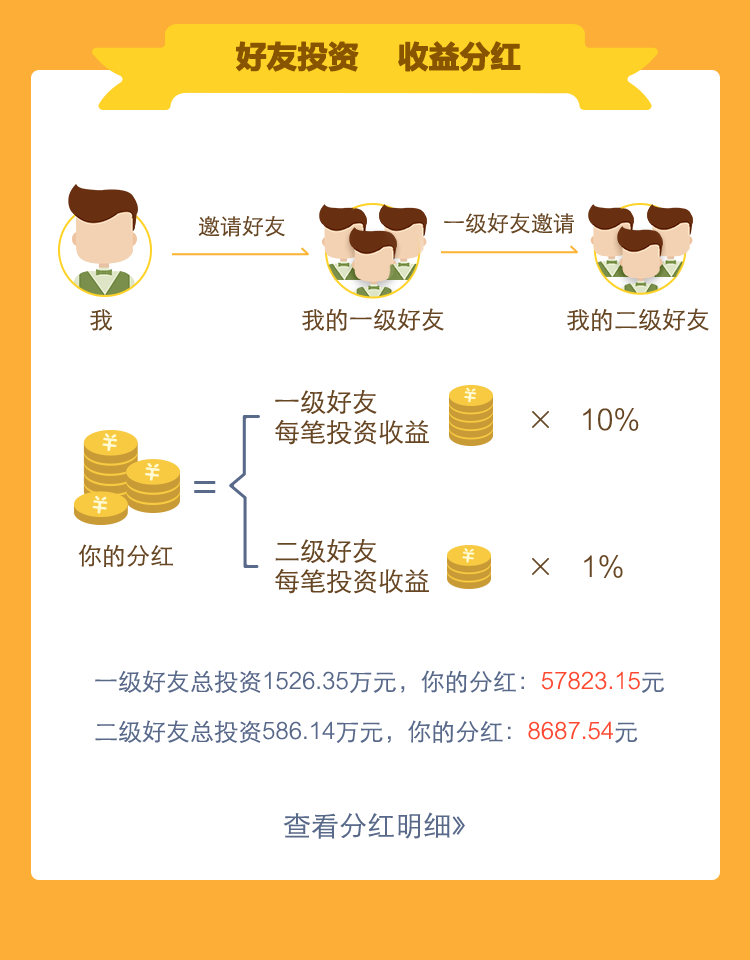 好友投资 收益分红
邀请好友
一级好友邀请
我
我的一级好友
我的二级好友
一级好友
每笔投资收益
¥
× 10%
¥
¥
¥
=
你的分红
二级好友
每笔投资收益
¥
× 1%
一级好友总投资1526.35万元，你的分红：57823.15元
二级好友总投资586.14万元，你的分红：8687.54元
查看分红明细》